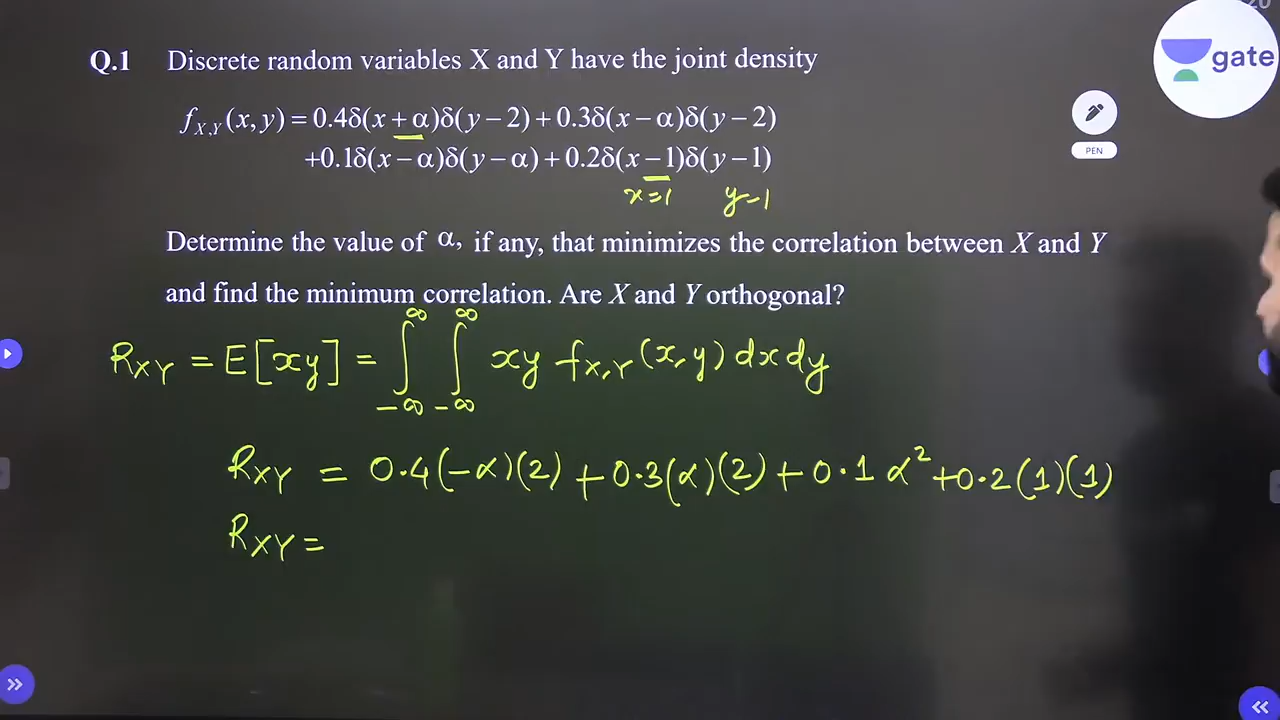 20
gate
Q.1 Discrete random variables X and Y have the joint density
f_{X,Y}(x, y) = 0.4δ(x + α)δ(y − 2) + 0.3δ(x − α)δ(y − 2)
+0.1δ(x − α)δ(y − α) + 0.2δ(x − 1)δ(y − 1)
PEN
x=1 y=1
Determine the value of α, if any, that minimizes the correlation between X and Y
and find the minimum correlation. Are X and Y orthogonal?
R_{XY} = E[xy] = ∫_{-∞}^{∞} ∫_{-∞}^{∞} xy f_{X,Y}(x,y) dx dy
R_{XY} = 0.4(-α)(2) + 0.3(α)(2) + 0.1 α² + 0.2(1)(1)
R_{XY} =